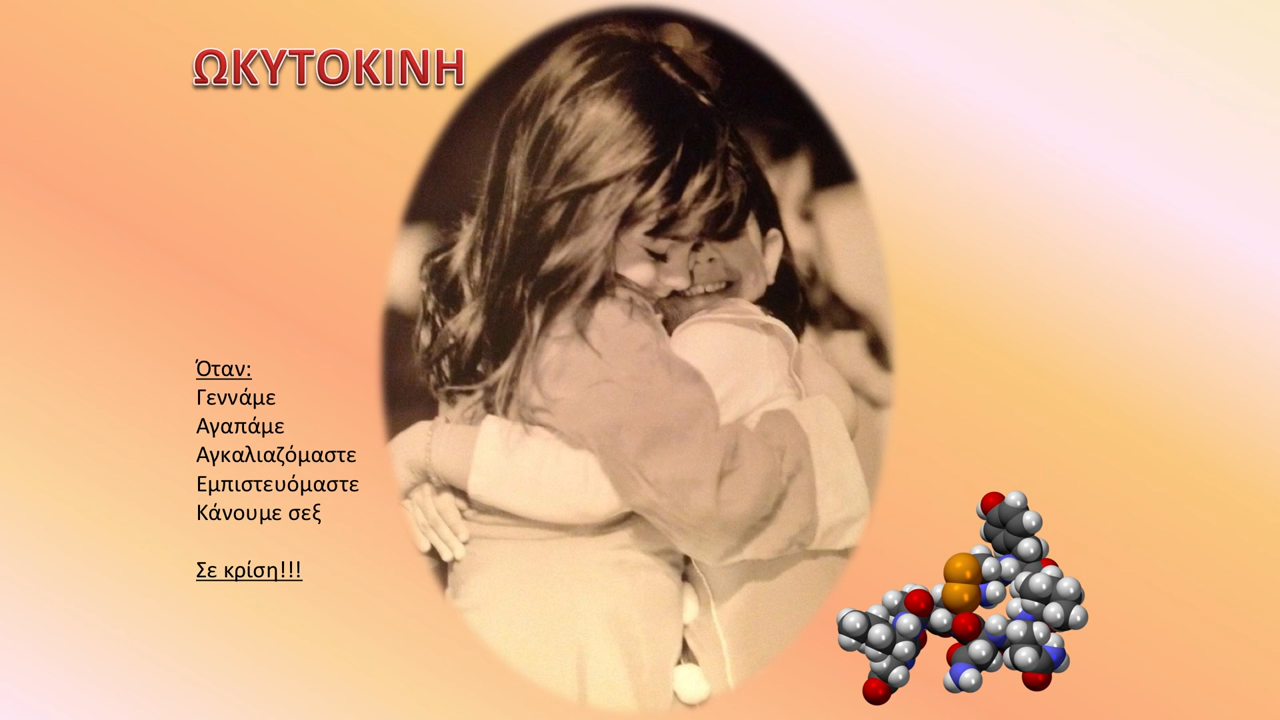 ΩΚΥΤΟΚΙΝΗ
Όταν:
Γεννάμε
Αγαπάμε
Αγκαλιαζόμαστε
Εμπιστευόμαστε
Κάνουμε σεξ
Σε κρίση!!!